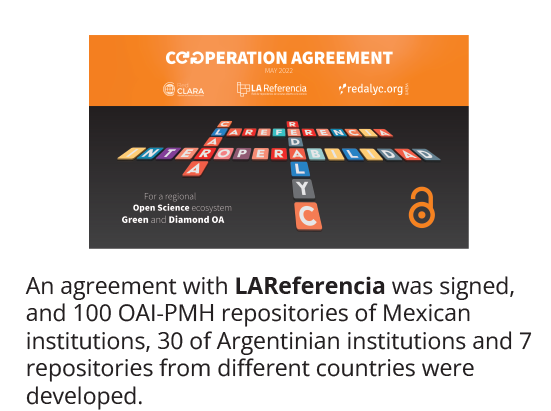 COOPERATION AGREEMENT
MAY 2022
CLARA
LA Referencia
redalyc.org
CLARA
LAREFERENCIA
REDALYC
INTEROPERABILIDAD
For a regional
Open Science ecosystem
Green and Diamond OA
An agreement with LAReferencia was signed,
and 100 OAI-PMH repositories of Mexican
institutions, 30 of Argentinian institutions and 7
repositories from different countries were
developed.